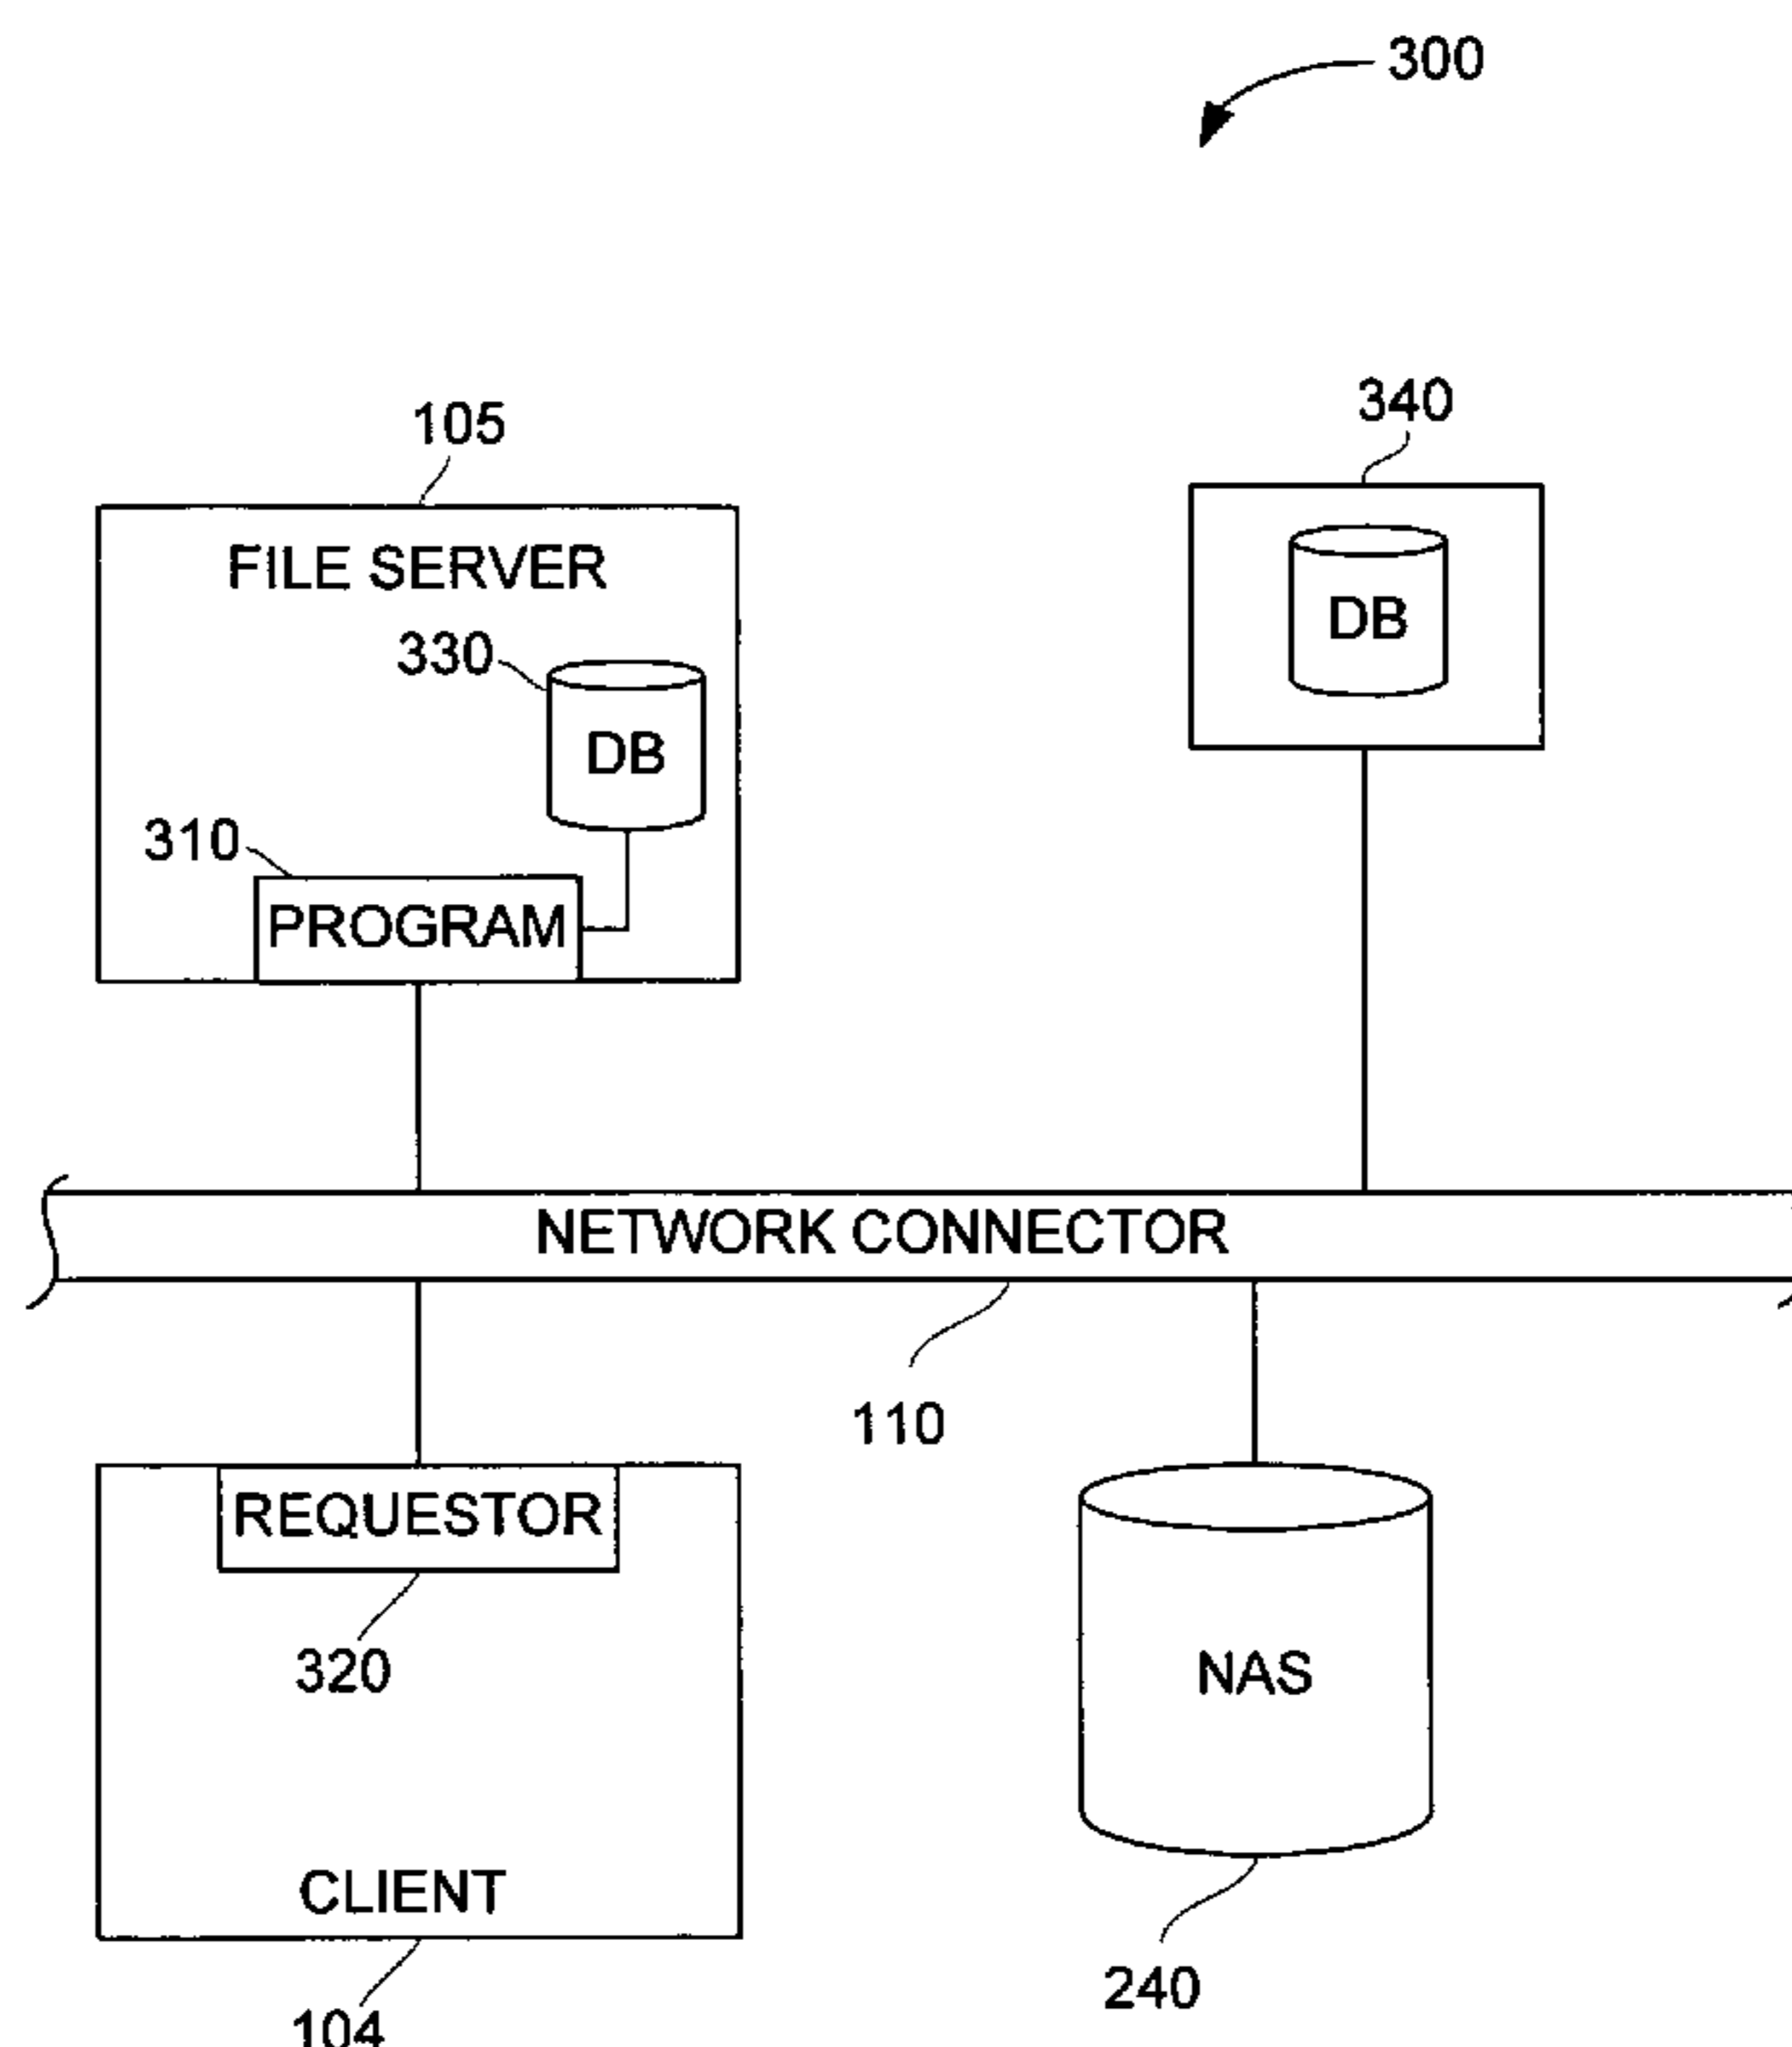 300
105
340
FILE SERVER
DB
330
DB
310
PROGRAM
NETWORK CONNECTOR
110
REQUESTOR
320
NAS
CLIENT
240
104